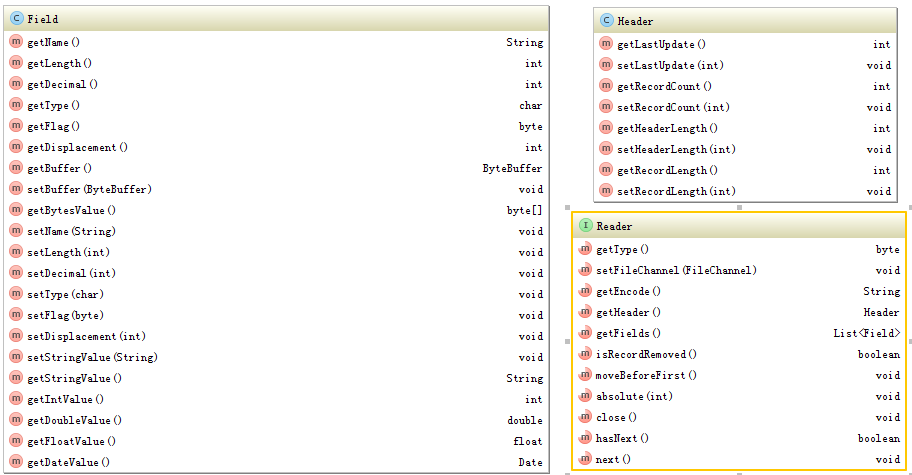 C Field
m getName() String
m getLength() int
m getDecimal() int
m getType() char
m getFlag() byte
m getDisplacement() int
m getBuffer() ByteBuffer
m setBuffer(ByteBuffer) void
m getBytesValue() byte[]
m setName(String) void
m setLength(int) void
m setDecimal(int) void
m setType(char) void
m setFlag(byte) void
m setDisplacement(int) void
m setStringValue(String) void
m getStringValue() String
m getIntValue() int
m getDoubleValue() double
m getFloatValue() float
m getDateValue() Date
C Header
m getLastUpdate() int
m setLastUpdate(int) void
m getRecordCount() int
m setRecordCount(int) void
m getHeaderLength() int
m setHeaderLength(int) void
m getRecordLength() int
m setRecordLength(int) void
I Reader
m getType() byte
m setFileChannel(FileChannel) void
m getEncode() String
m getHeader() Header
m getFields() List<Field>
m isRecordRemoved() boolean
m moveBeforeFirst() void
m absolute(int) void
m close() void
m hasNext() boolean
m next() void